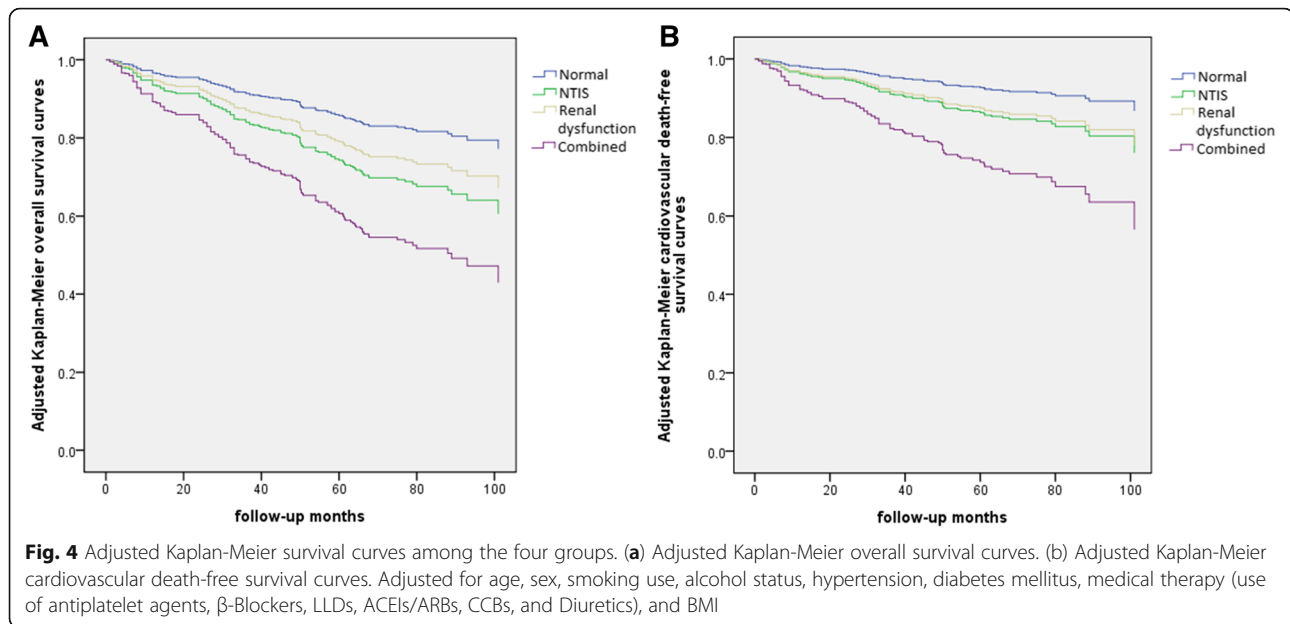 A
Adjusted Kaplan-Meier overall survival curves
1.0
0.8
0.6
0.4
0.2
0.0
0 20 40 60 80 100
follow-up months
Normal
NTIS
Renal
dysfunction
Combined
B
Adjusted Kaplan-Meier cardiovascular death-free
survival curves
1.0
0.8
0.6
0.4
0.2
0.0
0 20 40 60 80 100
follow-up months
Normal
NTIS
Renal
dysfunction
Combined
Fig. 4 Adjusted Kaplan-Meier survival curves among the four groups. (a) Adjusted Kaplan-Meier overall survival curves. (b) Adjusted Kaplan-Meier
cardiovascular death-free survival curves. Adjusted for age, sex, smoking use, alcohol status, hypertension, diabetes mellitus, medical therapy (use
of antiplatelet agents, β-Blockers, LLDs, ACEIs/ARBs, CCBs, and Diuretics), and BMI